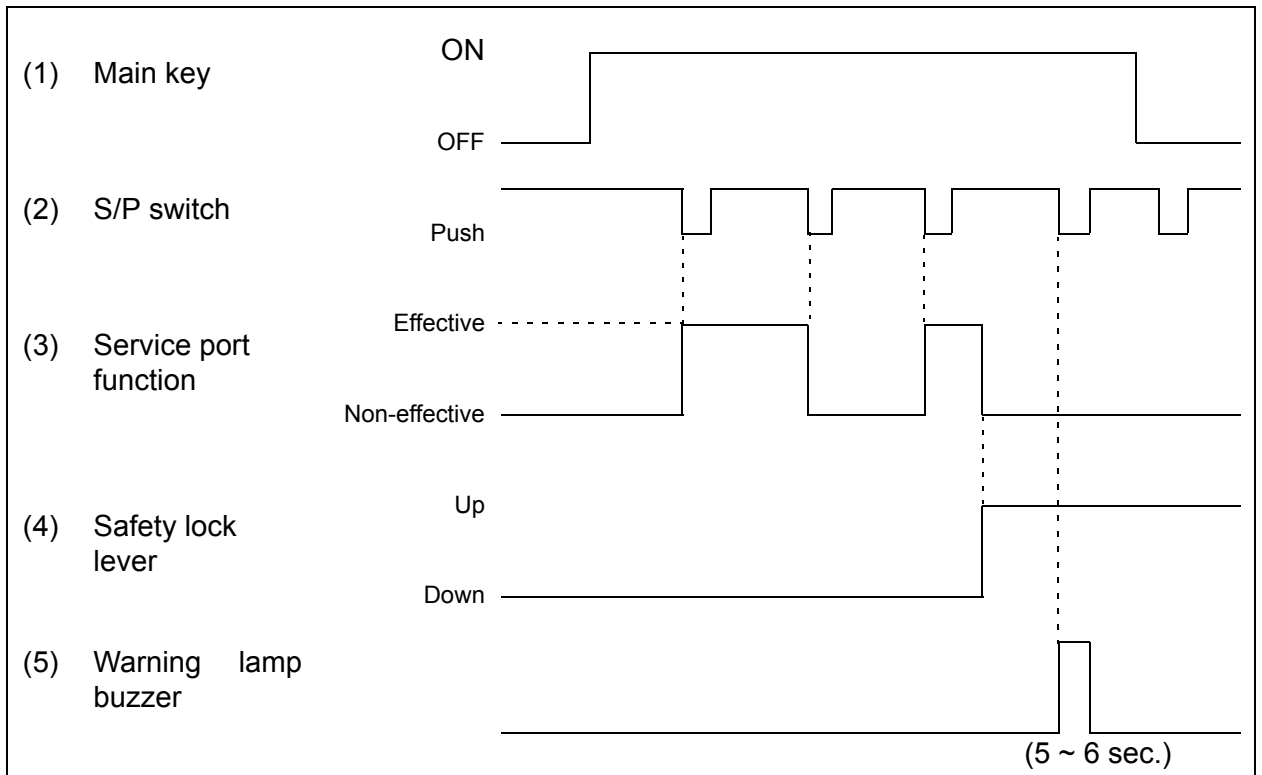 ON
(1) Main key
OFF
(2) S/P switch
Push
Effective
(3) Service port
function
Non-effective
Up
(4) Safety lock
lever
Down
(5) Warning lamp
buzzer
(5 ~ 6 sec.)